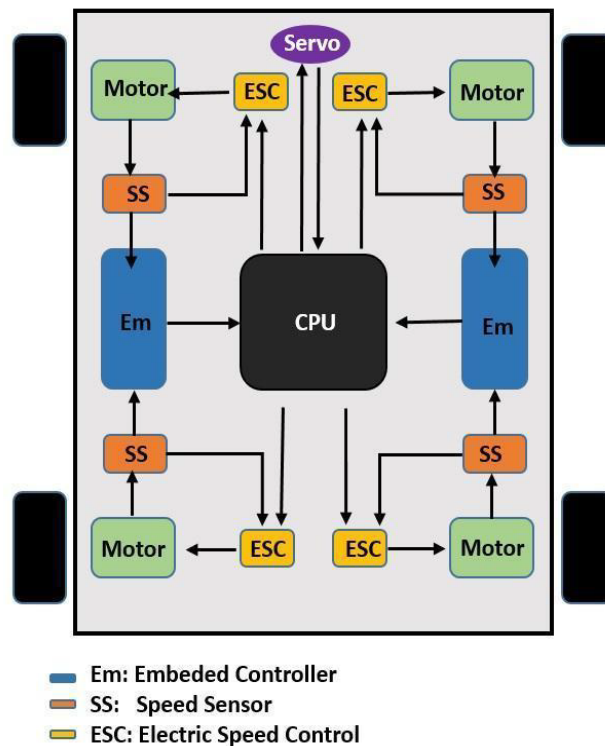 Servo
Motor
ESC
ESC
Motor
SS
SS
Em
CPU
Em
SS
SS
Motor
ESC
ESC
Motor
Em: Embeded Controller
SS: Speed Sensor
ESC: Electric Speed Control